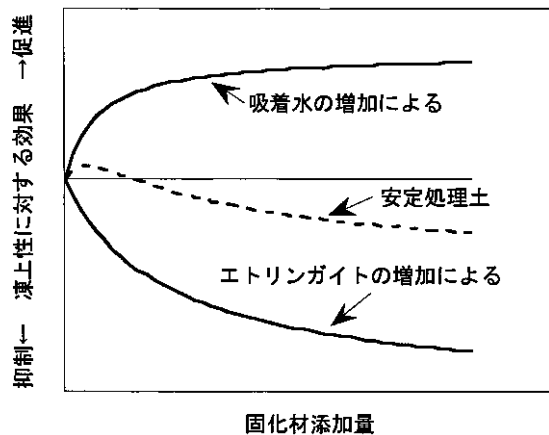 抑制← 凍上性に対する効果 →促進
吸着水の増加による
安定処理土
エトリンガイトの増加による
固化材添加量